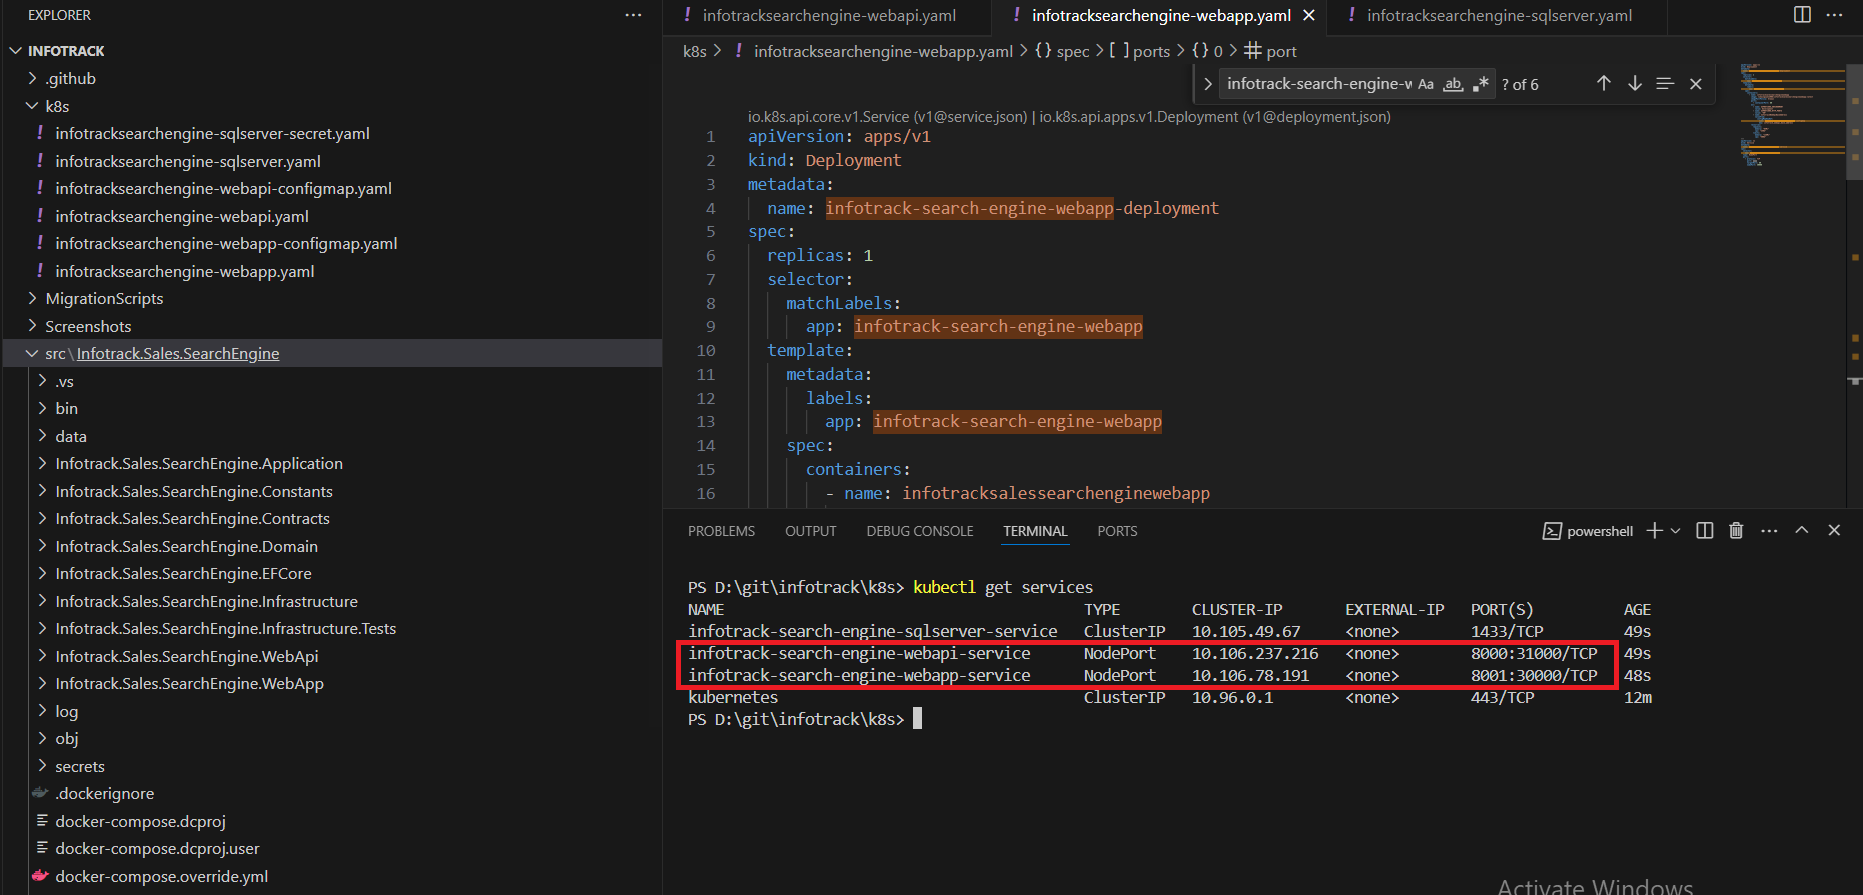 EXPLORER
INFOTRACK
.github
k8s
infotracksearchengine-sqlserver-secret.yaml
infotracksearchengine-sqlserver.yaml
infotracksearchengine-webapi-configmap.yaml
infotracksearchengine-webapi.yaml
infotracksearchengine-webapp-configmap.yaml
infotracksearchengine-webapp.yaml
MigrationScripts
Screenshots
src\Infotrack.Sales.SearchEngine
.vs
bin
data
Infotrack.Sales.SearchEngine.Application
Infotrack.Sales.SearchEngine.Constants
Infotrack.Sales.SearchEngine.Contracts
Infotrack.Sales.SearchEngine.Domain
Infotrack.Sales.SearchEngine.EFCore
Infotrack.Sales.SearchEngine.Infrastructure
Infotrack.Sales.SearchEngine.Infrastructure.Tests
Infotrack.Sales.SearchEngine.WebApi
Infotrack.Sales.SearchEngine.WebApp
log
obj
secrets
.dockerignore
docker-compose.dcproj
docker-compose.dcproj.user
docker-compose.override.yml
infotracksearchengine-webapi.yaml infotracksearchengine-webapp.yaml infotracksearchengine-sqlserver.yaml
k8s > ! infotracksearchengine-webapp.yaml > {} spec > [ ] ports > {} 0 > # port
infotrack-search-engine-w Aa ab .* ? of 6
io.k8s.api.core.v1.Service (v1@service.json) | io.k8s.api.apps.v1.Deployment (v1@deployment.json)
1 apiVersion: apps/v1
2 kind: Deployment
3 metadata:
4 name: infotrack-search-engine-webapp-deployment
5 spec:
6 replicas: 1
7 selector:
8 matchLabels:
9 app: infotrack-search-engine-webapp
10 template:
11 metadata:
12 labels:
13 app: infotrack-search-engine-webapp
14 spec:
15 containers:
16 - name: infotracksalessearchenginewebapp
PROBLEMS OUTPUT DEBUG CONSOLE TERMINAL PORTS powershell
PS D:\git\infotrack\k8s> kubectl get services
NAME TYPE CLUSTER-IP EXTERNAL-IP PORT(S) AGE
infotrack-search-engine-sqlserver-service ClusterIP 10.105.49.67 <none> 1433/TCP 49s
infotrack-search-engine-webapi-service NodePort 10.106.237.216 <none> 8000:31000/TCP 49s
infotrack-search-engine-webapp-service NodePort 10.106.78.191 <none> 8001:30000/TCP 48s
kubernetes ClusterIP 10.96.0.1 <none> 443/TCP 12m
PS D:\git\infotrack\k8s>
Activate Windows